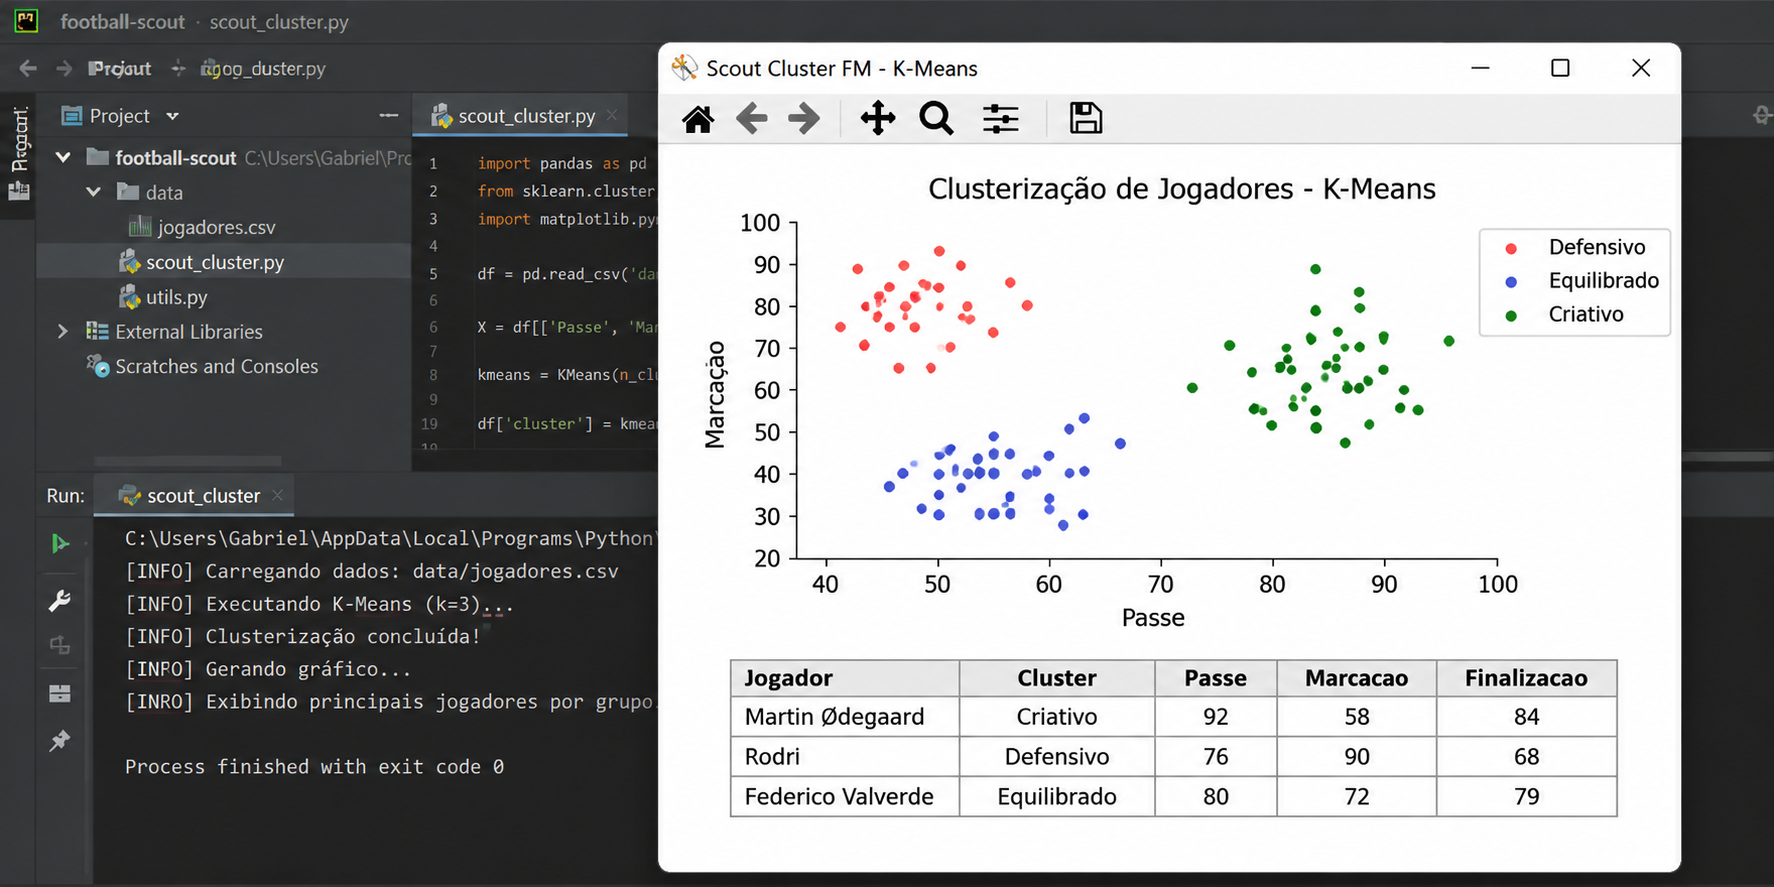 football-scout · scout_cluster.py
scout_cluster.py
Project
football-scout C:\Users\Gabriel\Prc
data
jogadores.csv
scout_cluster.py
utils.py
External Libraries
Scratches and Consoles
1 import pandas as pd
2 from sklearn.cluster
3 import matplotlib.py
4
5 df = pd.read_csv('da
6
6 X = df[['Passe', 'Mar
7
8 kmeans = KMeans(n_clu
9
19 df['cluster'] = kmea
19
Run: scout_cluster
C:\Users\Gabriel\AppData\Local\Programs\Python\
[INFO] Carregando dados: data/jogadores.csv
[INFO] Executando K-Means (k=3)...
[INFO] Clusterização concluída!
[INFO] Gerando gráfico...
[INRO] Exibindo principais jogadores por grupo.
Process finished with exit code 0
Scout Cluster FM - K-Means
Clusterização de Jogadores - K-Means
100
90
80
70
60
50
40
30
20
Marcação
40 50 60 70 80 90 100
Passe
Defensivo
Equilibrado
Criativo
Jogador Cluster Passe Marcacao Finalizacao
Martin Ødegaard Criativo 92 58 84
Rodri Defensivo 76 90 68
Federico Valverde Equilibrado 80 72 79